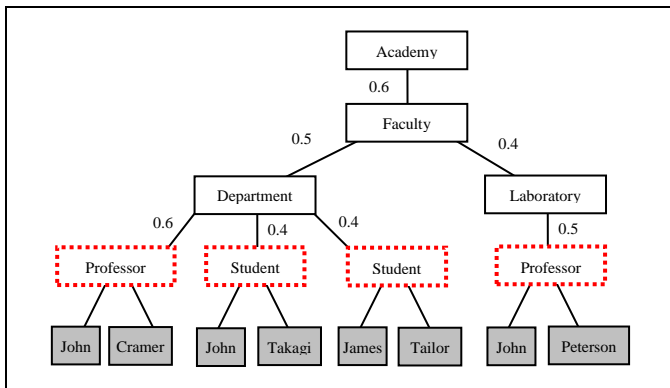 Academy
0.6
Faculty
0.5
0.4
Department
Laboratory
0.6
0.4
0.4
0.5
Professor
Student
Student
Professor
John
Cramer
John
Takagi
James
Tailor
John
Peterson